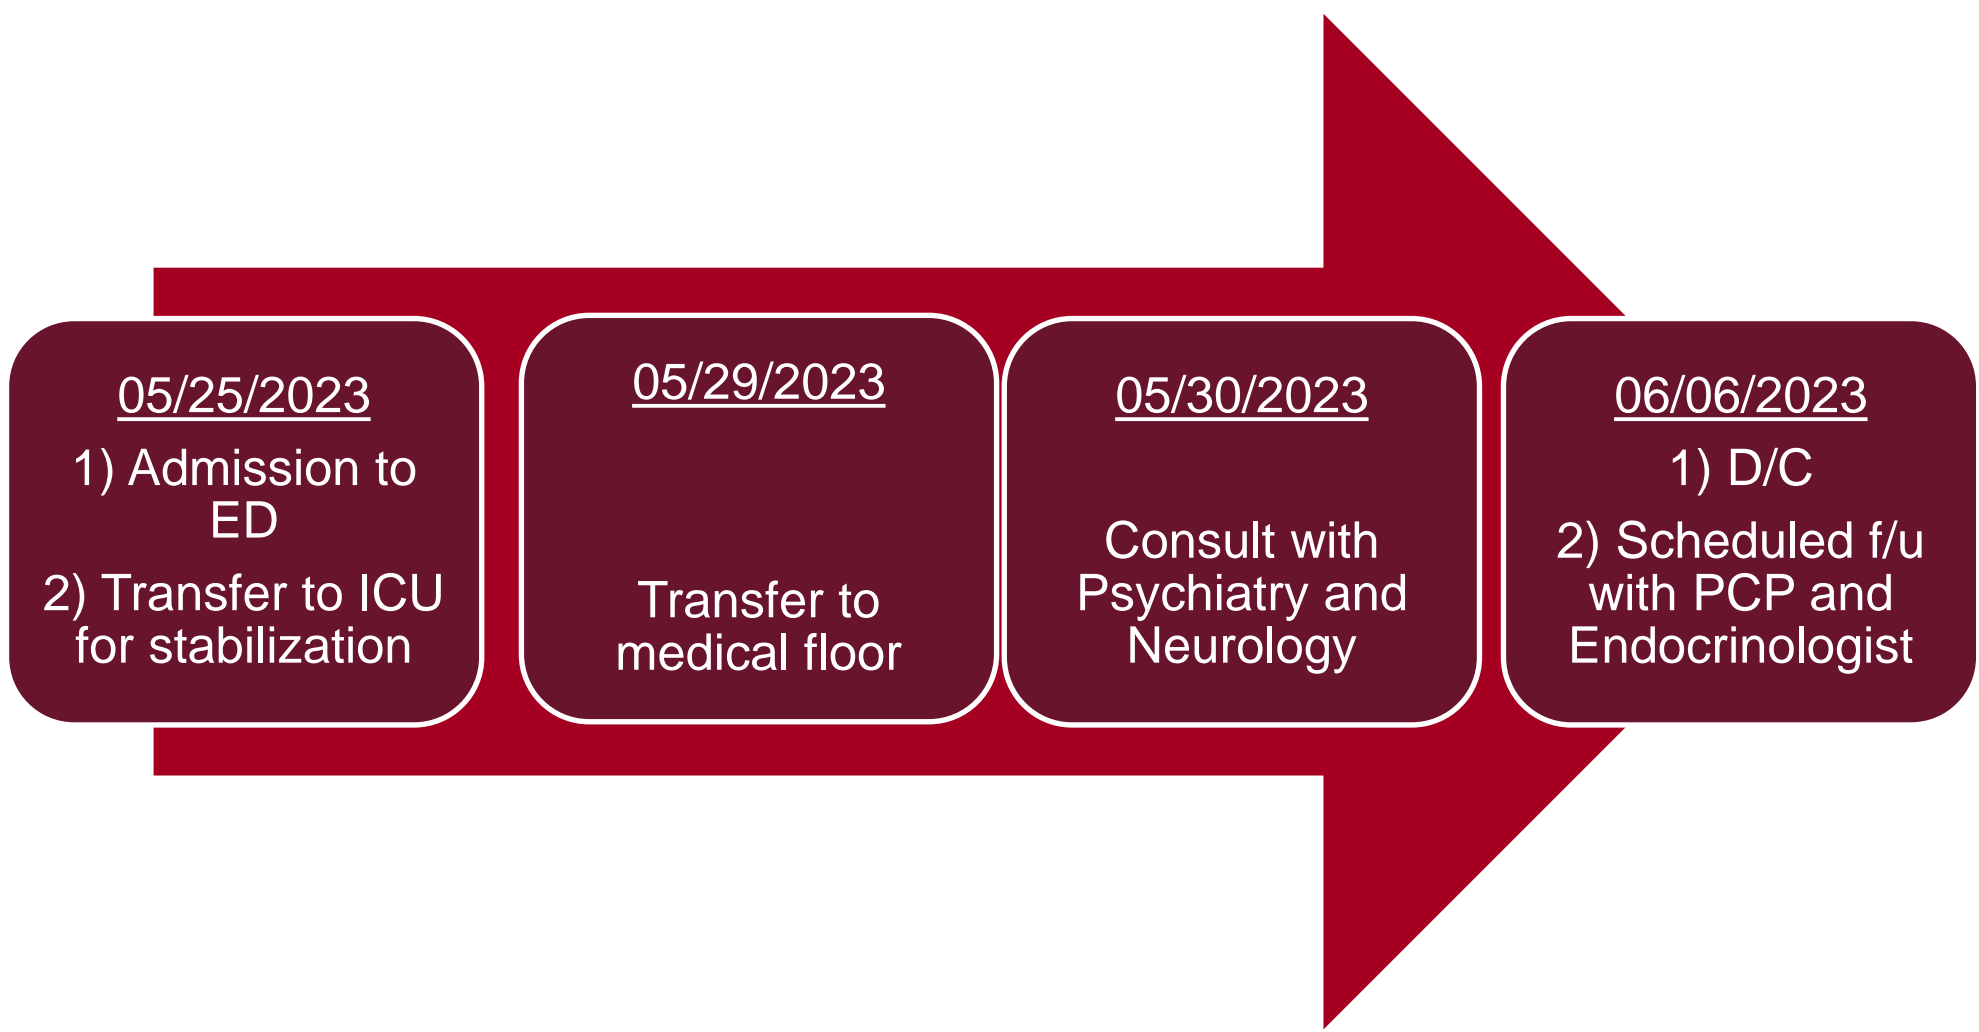 05/25/2023
1) Admission to
ED
2) Transfer to ICU
for stabilization
05/29/2023
Transfer to
medical floor
05/30/2023
Consult with
Psychiatry and
Neurology
06/06/2023
1) D/C
2) Scheduled f/u
with PCP and
Endocrinologist